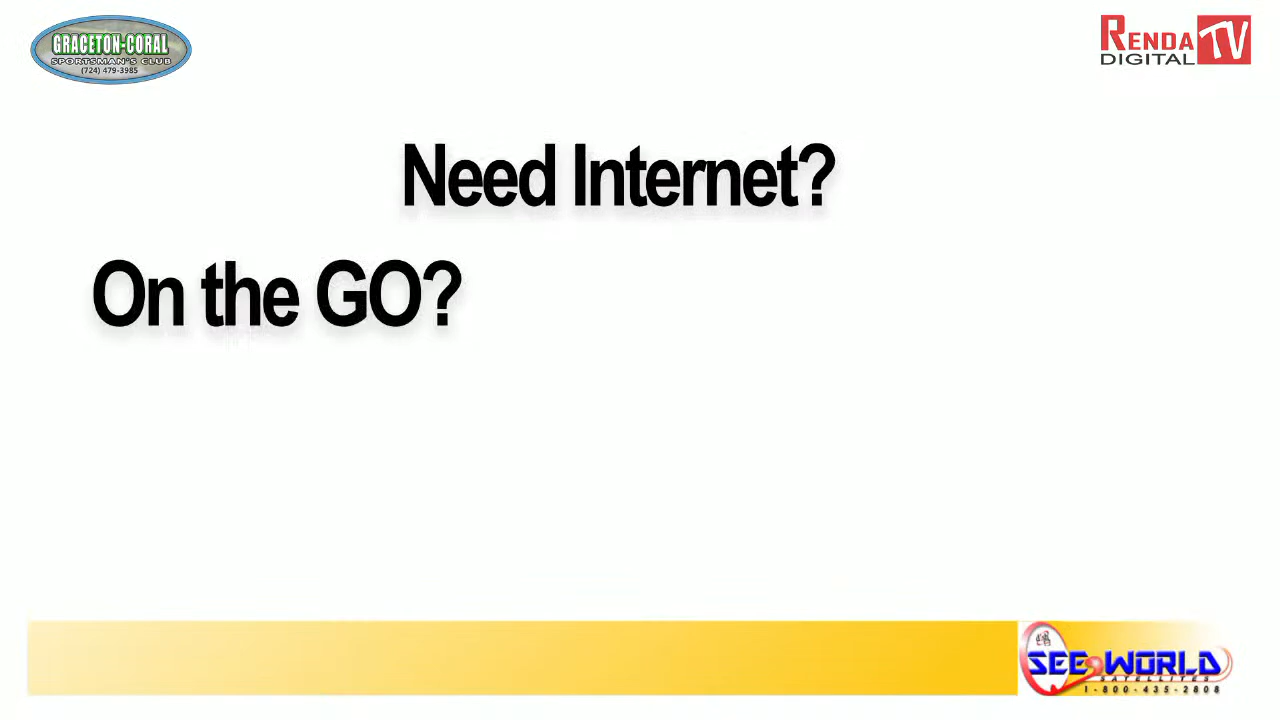 GRACETON-CORAL
SPORTSMAN'S CLUB
(724) 479-3985
RENDA TV
DIGITAL
Need Internet?
On the GO?
SEE WORLD
SATELLITES
1-800-435-2808